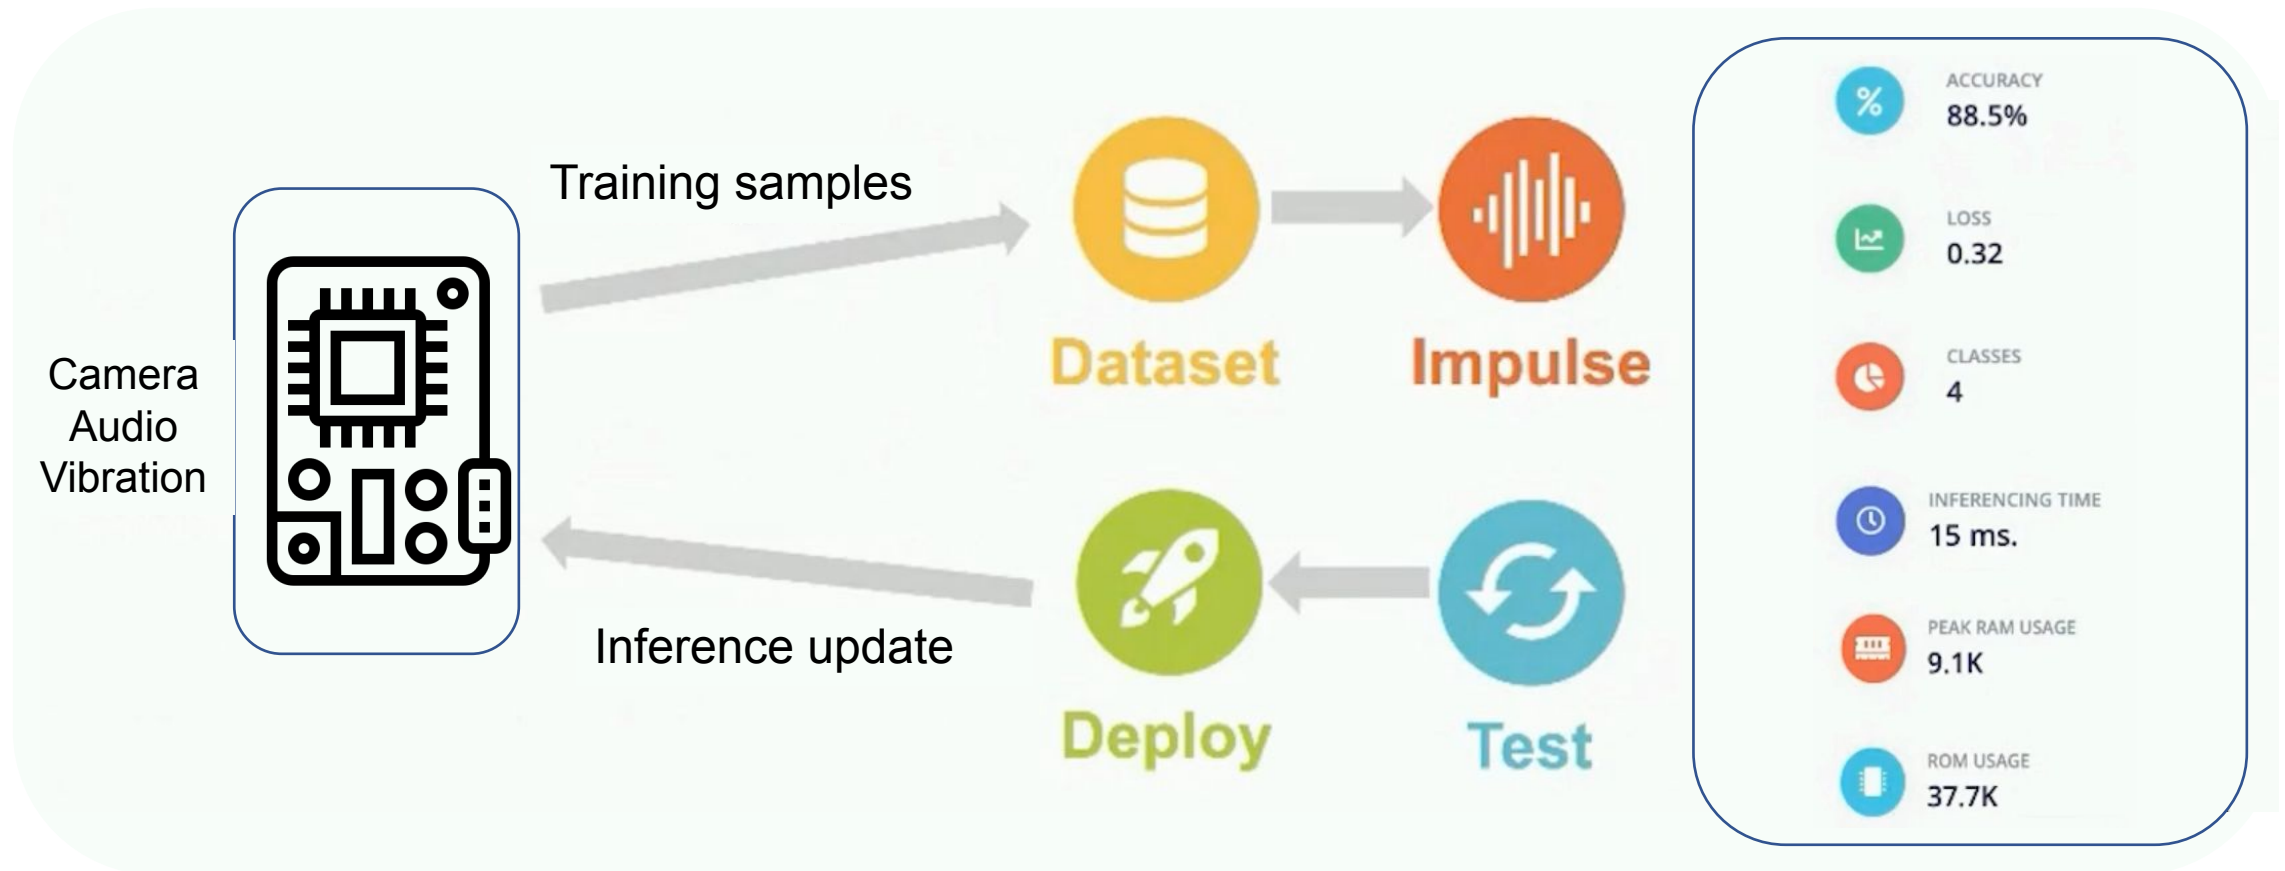 Camera
Audio
Vibration
Training samples
Dataset
Impulse
Inference update
Deploy
Test
ACCURACY
88.5%
LOSS
0.32
CLASSES
4
INFERENCING TIME
15 ms.
PEAK RAM USAGE
9.1K
ROM USAGE
37.7K